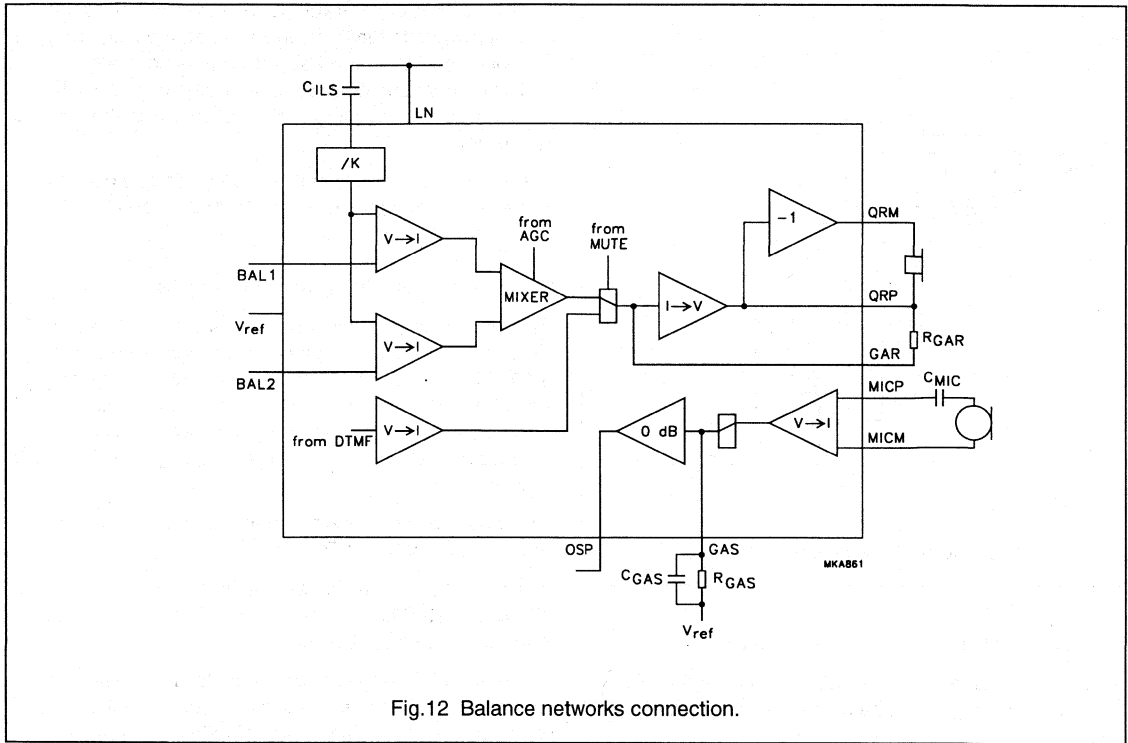 C_ILS
LN
/K
V→I
BAL1
from
AGC
from
MUTE
MIXER
I→V
-1
QRM
QRP
R_GAR
GAR
V_ref
V→I
BAL2
from DTMF
V→I
0 dB
V→I
MICP
C_MIC
MICM
OSP
GAS
C_GAS
R_GAS
V_ref
MKA861
Fig.12 Balance networks connection.